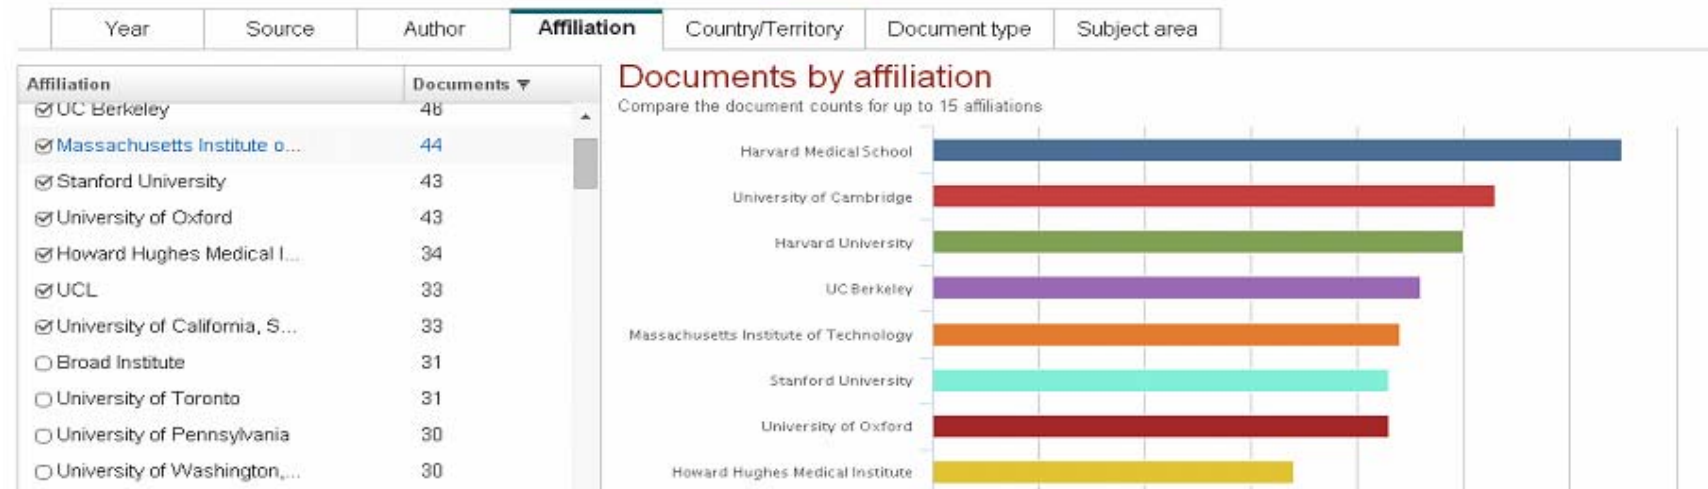 Year Source Author Affiliation Country/Territory Document type Subject area
Affiliation Documents
UC Berkeley 46
Massachusetts Institute o... 44
Stanford University 43
University of Oxford 43
Howard Hughes Medical I... 34
UCL 33
University of California, S... 33
Broad Institute 31
University of Toronto 31
University of Pennsylvania 30
University of Washington,... 30
Documents by affiliation
Compare the document counts for up to 15 affiliations
Harvard Medical School
University of Cambridge
Harvard University
UC Berkeley
Massachusetts Institute of Technology
Stanford University
University of Oxford
Howard Hughes Medical Institute